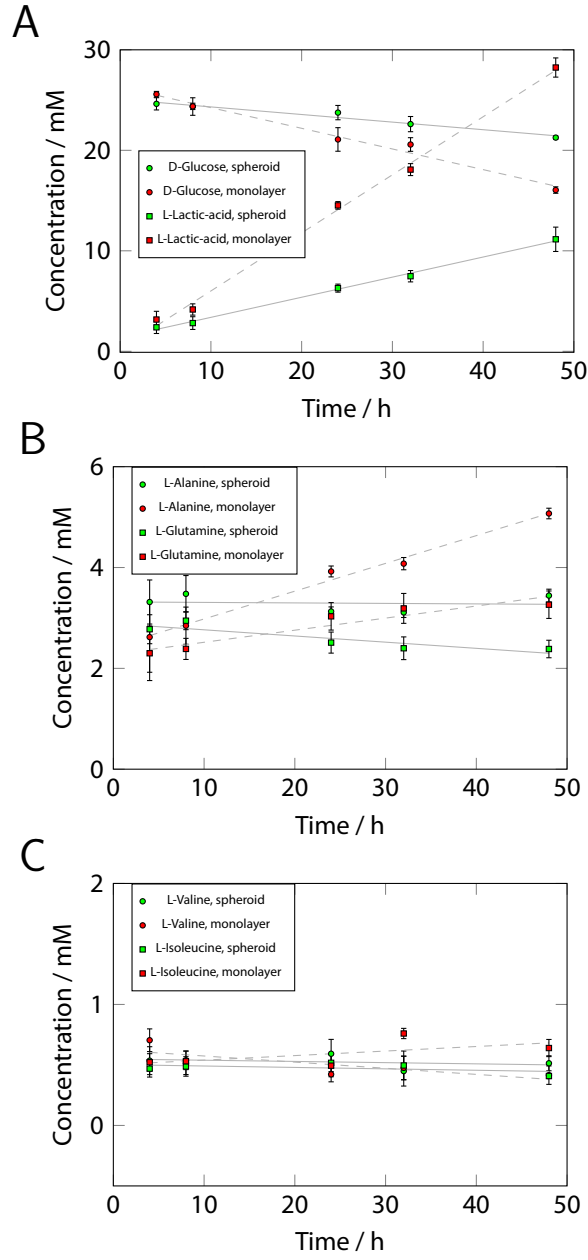 A
30
20
10
0
Concentration / mM
D-Glucose, spheroid
D-Glucose, monolayer
L-Lactic-acid, spheroid
L-Lactic-acid, monolayer
0 10 20 30 40 50
Time / h
B
6
4
2
0
Concentration / mM
L-Alanine, spheroid
L-Alanine, monolayer
L-Glutamine, spheroid
L-Glutamine, monolayer
0 10 20 30 40 50
Time / h
C
2
1
0
Concentration / mM
L-Valine, spheroid
L-Valine, monolayer
L-Isoleucine, spheroid
L-Isoleucine, monolayer
0 10 20 30 40 50
Time / h